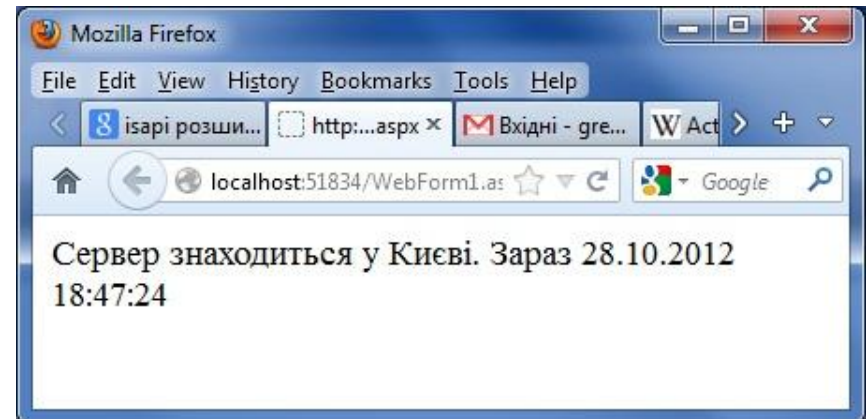 Mozilla Firefox
File Edit View History Bookmarks Tools Help
isapi розши... http:...aspx × Вхідні - gre... W Act
localhost:51834/WebForm1.as Google
Сервер знаходиться у Києві. Зараз 28.10.2012
18:47:24